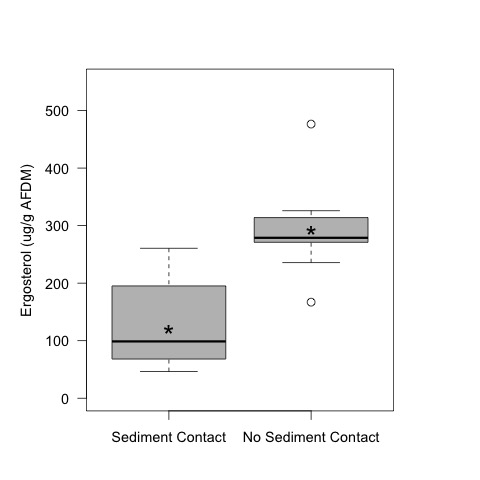 Ergosterol (ug/g AFDM)
500
400
300
200
100
0
*
*
Sediment Contact
No Sediment Contact